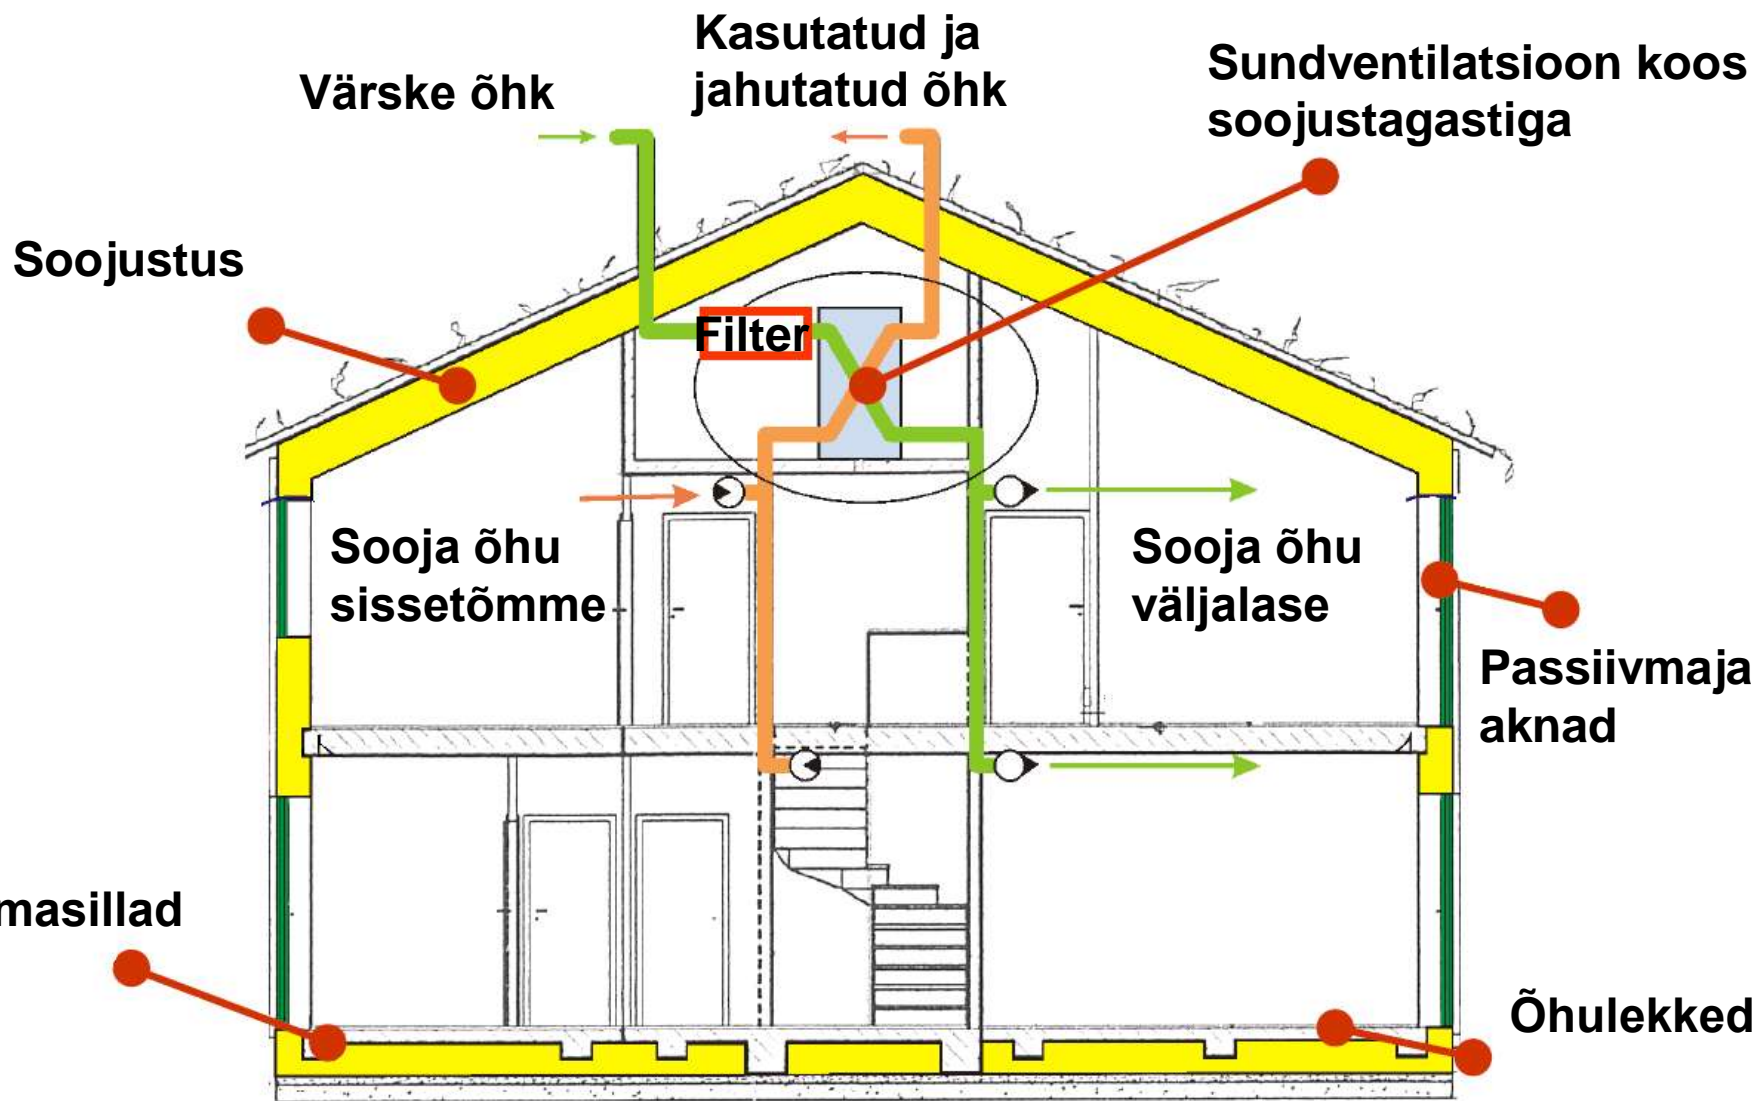 Kasutatud ja
jahutatud õhk
Värske õhk
Sundventilatsioon koos
soojustagastiga
Soojustus
Filter
Sooja õhu
sissetõmme
Sooja õhu
väljalase
Passiivmaja
aknad
masillad
Õhulekked